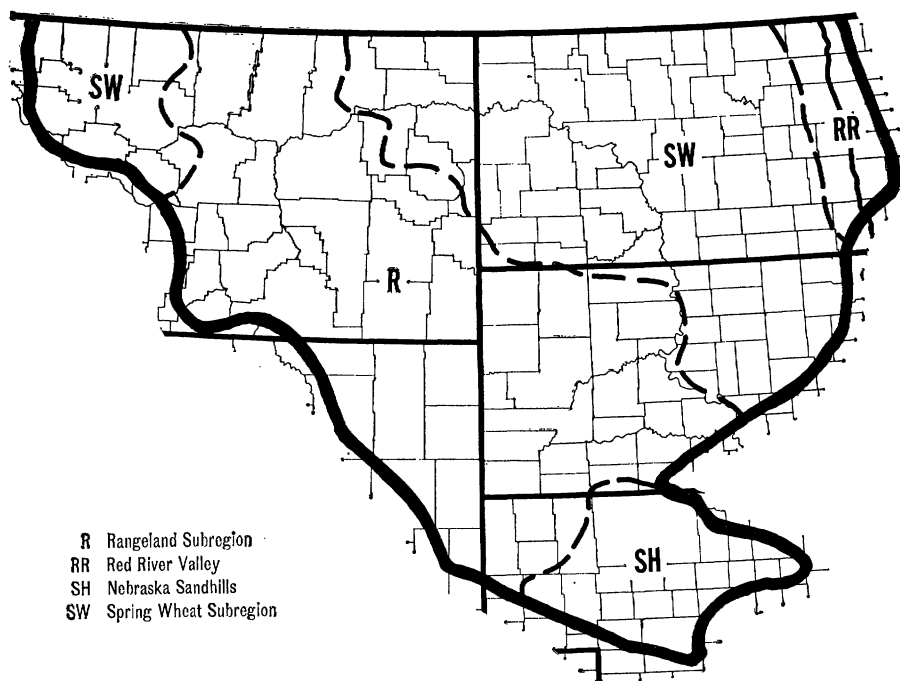 SW
RR
SW
R
SH
R Rangeland Subregion
RR Red River Valley
SH Nebraska Sandhills
SW Spring Wheat Subregion